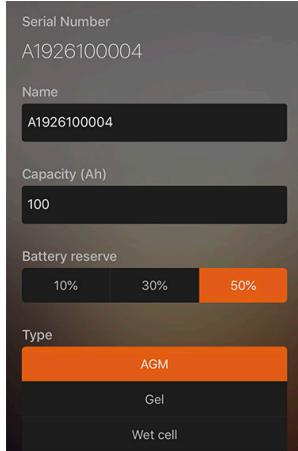 Serial Number
A1926100004
Name
A1926100004
Capacity (Ah)
100
Battery reserve
10% 30% 50%
Type
AGM
Gel
Wet cell